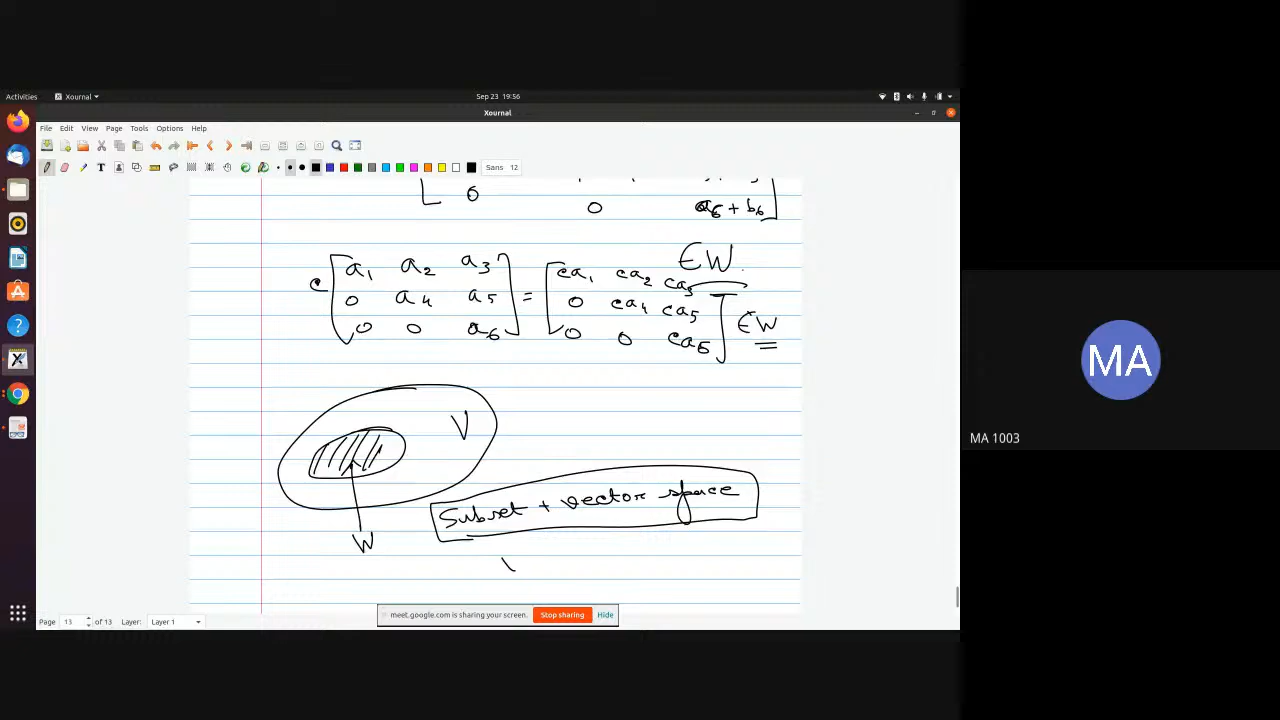 Activities Xournal Sep 23 19:56
Xournal
File Edit View Page Tools Options Help
Sans 12
0
0 a6 + b6
EW
c [ a1 a2 a3 = [ ca1 ca2 ca3
0 a4 a5 0 ca4 ca5 ] EW
0 0 a6 ] 0 0 ca6
V
Subset + vector space
W
MA
MA 1003
meet.google.com is sharing your screen. Stop sharing Hide
Page 13 of 13 Layer: Layer 1